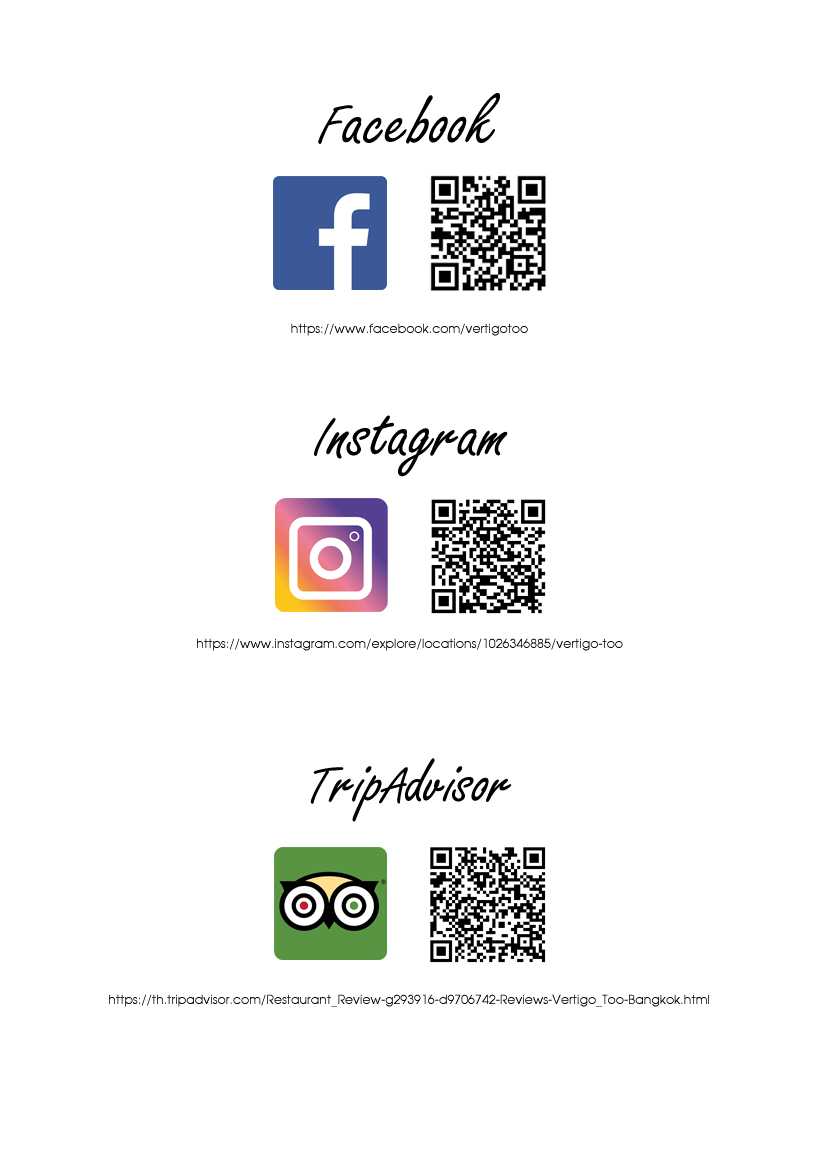 Facebook
https://www.facebook.com/vertigotoo
Instagram
https://www.instagram.com/explore/locations/1026346885/vertigo-too
TripAdvisor
https://th.tripadvisor.com/Restaurant_Review-g293916-d9706742-Reviews-Vertigo_Too-Bangkok.html